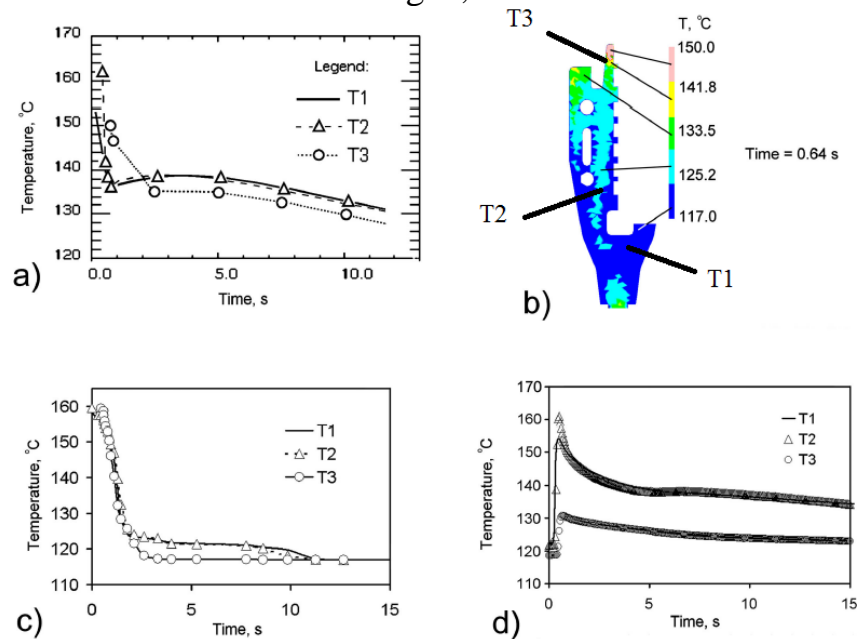 170
160
150
140
130
120
Temperature, °C
Legend:
T1
T2
T3
0.0
5.0
10.0
Time, s
a)
T3
T, °C
150.0
141.8
133.5
125.2
117.0
Time = 0.64 s
T2
T1
b)
160
150
140
130
120
110
Temperature, °C
T1
T2
T3
0
5
10
15
Time, s
c)
170
160
150
140
130
120
110
Temperature, °C
T1
T2
T3
0
5
10
15
Time, s
d)